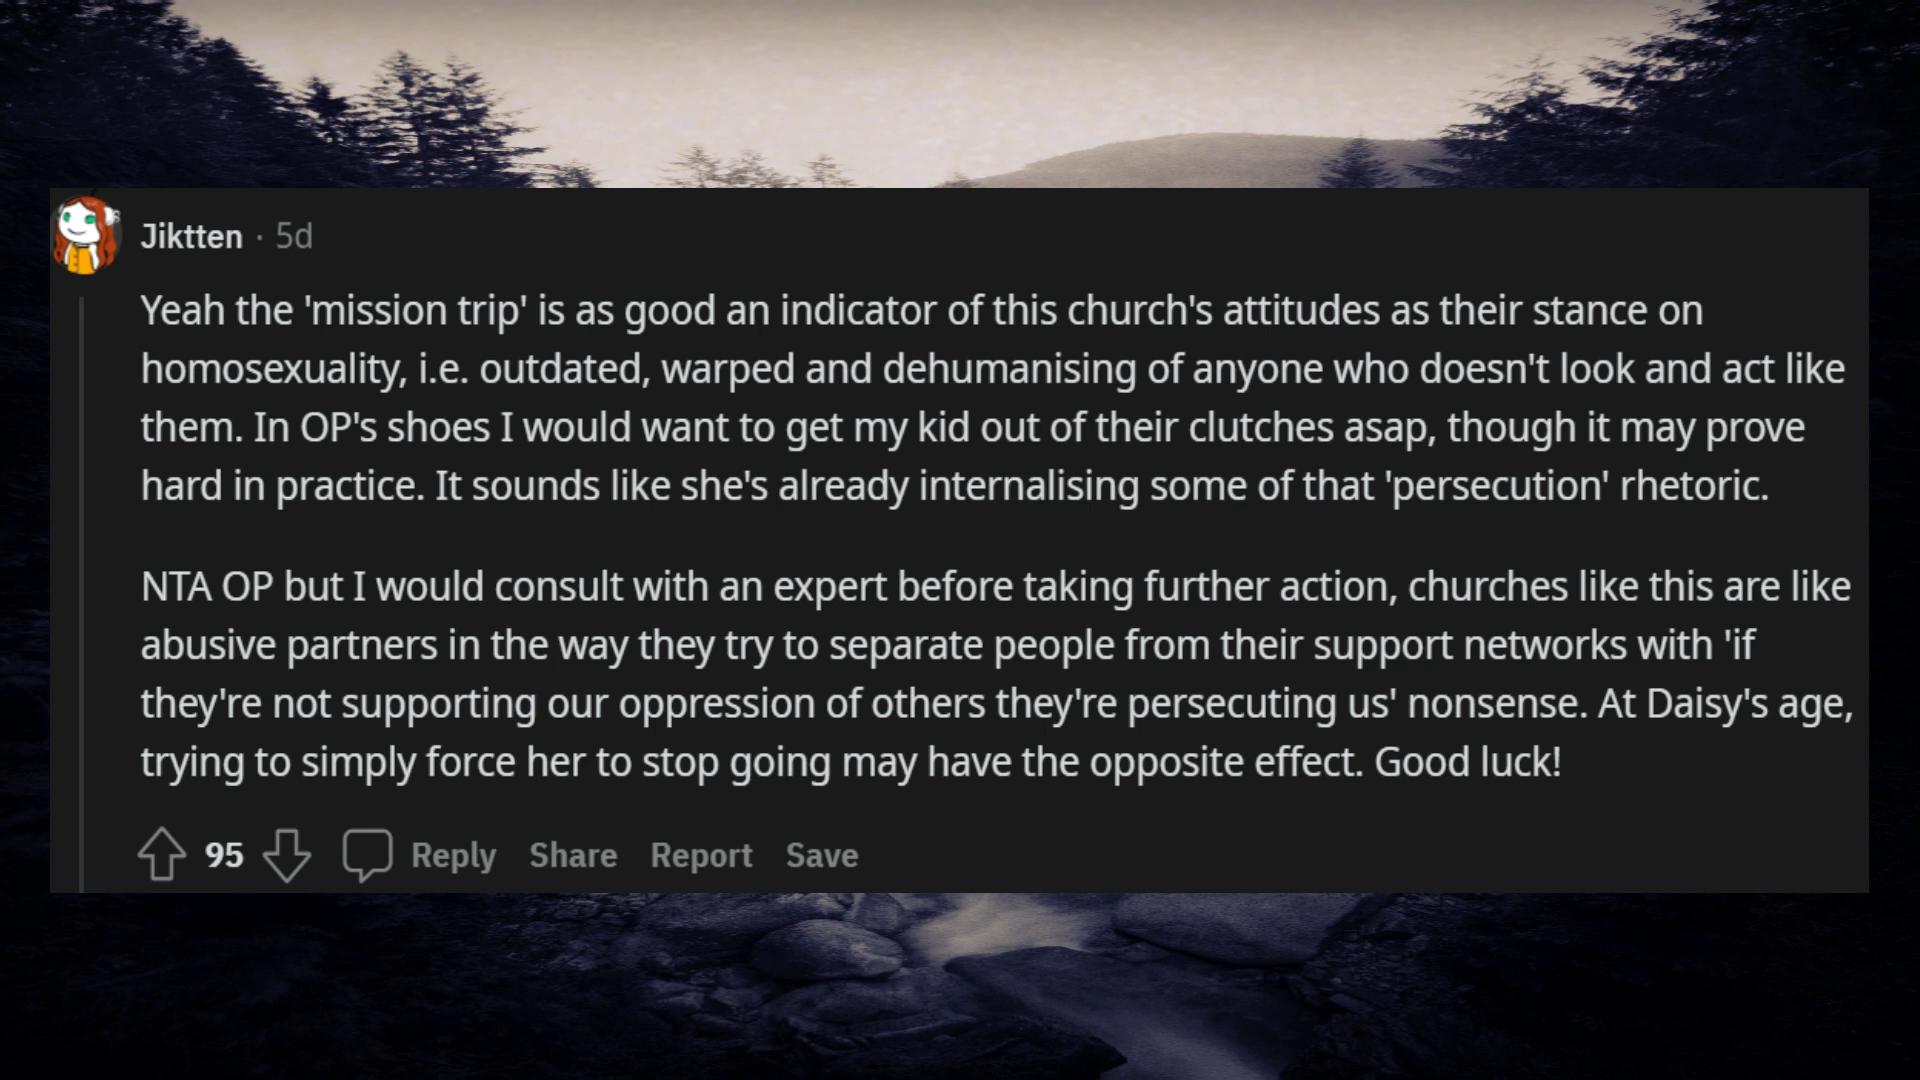 Jiktten · 5d
Yeah the 'mission trip' is as good an indicator of this church's attitudes as their stance on
homosexuality, i.e. outdated, warped and dehumanising of anyone who doesn't look and act like
them. In OP's shoes I would want to get my kid out of their clutches asap, though it may prove
hard in practice. It sounds like she's already internalising some of that 'persecution' rhetoric.
NTA OP but I would consult with an expert before taking further action, churches like this are like
abusive partners in the way they try to separate people from their support networks with 'if
they're not supporting our oppression of others they're persecuting us' nonsense. At Daisy's age,
trying to simply force her to stop going may have the opposite effect. Good luck!
95 Reply Share Report Save